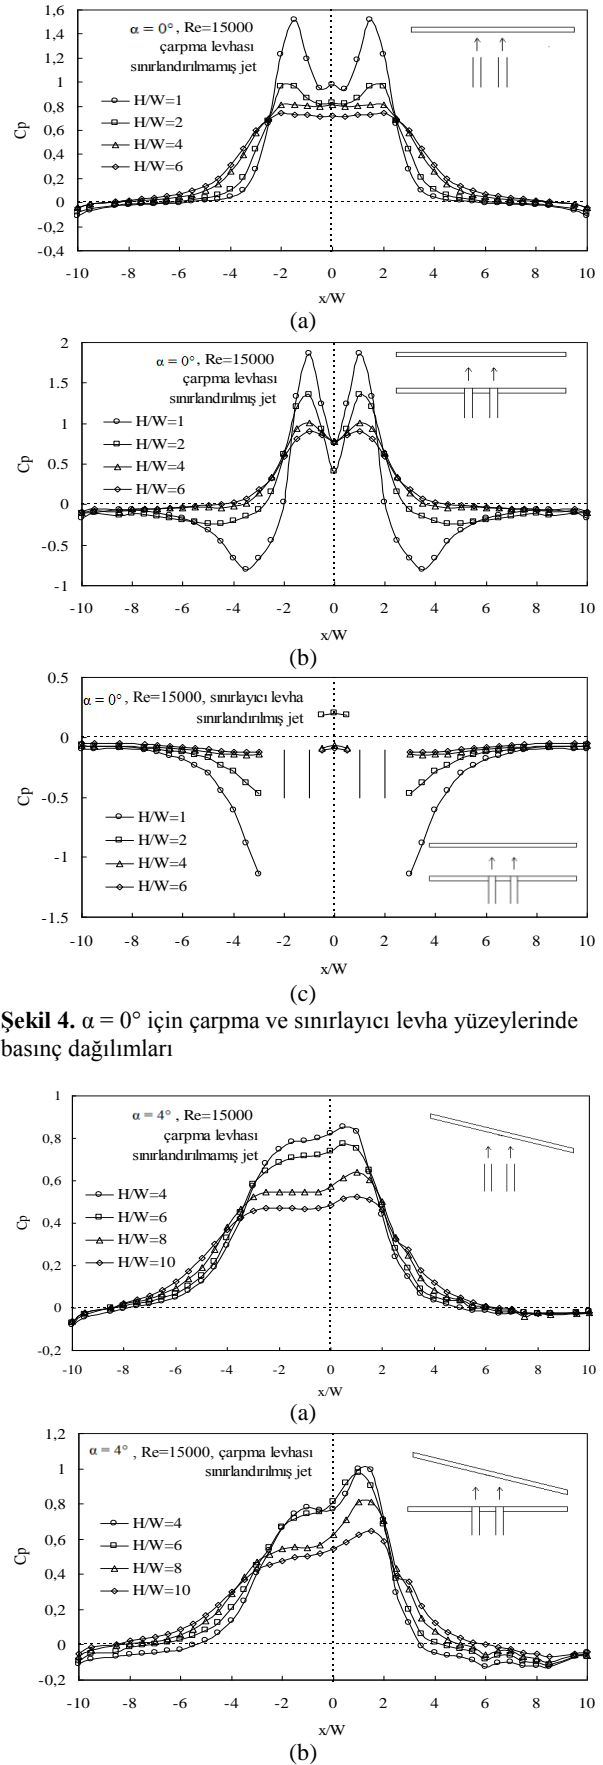 1,6
1,4
1,2
1
0,8
0,6
0,4
0,2
0
-0,2
-0,4
Cp
α = 0°, Re=15000
çarpma levhası
sınırlandırılmamış jet
H/W=1
H/W=2
H/W=4
H/W=6
-10 -8 -6 -4 -2 0 2 4 6 8 10
x/W
(a)
2
1.5
1
0.5
0
-0.5
-1
Cp
α = 0°, Re=15000
çarpma levhası
sınırlandırılmış jet
H/W=1
H/W=2
H/W=4
H/W=6
-10 -8 -6 -4 -2 0 2 4 6 8 10
x/W
(b)
0.5
0
-0.5
-1
-1.5
Cp
α = 0°, Re=15000, sınırlayıcı levha
sınırlandırılmış jet
H/W=1
H/W=2
H/W=4
H/W=6
-10 -8 -6 -4 -2 0 2 4 6 8 10
x/W
(c)
Şekil 4. α = 0° için çarpma ve sınırlayıcı levha yüzeylerinde
basınç dağılımları
1
0,8
0,6
0,4
0,2
0
-0,2
Cp
α = 4°, Re=15000
çarpma levhası
sınırlandırılmamış jet
H/W=4
H/W=6
H/W=8
H/W=10
-10 -8 -6 -4 -2 0 2 4 6 8 10
x/W
(a)
1,2
1
0,8
0,6
0,4
0,2
0
-0,2
Cp
α = 4° , Re=15000, çarpma levhası
sınırlandırılmış jet
H/W=4
H/W=6
H/W=8
H/W=10
-10 -8 -6 -4 -2 0 2 4 6 8 10
x/W
(b)